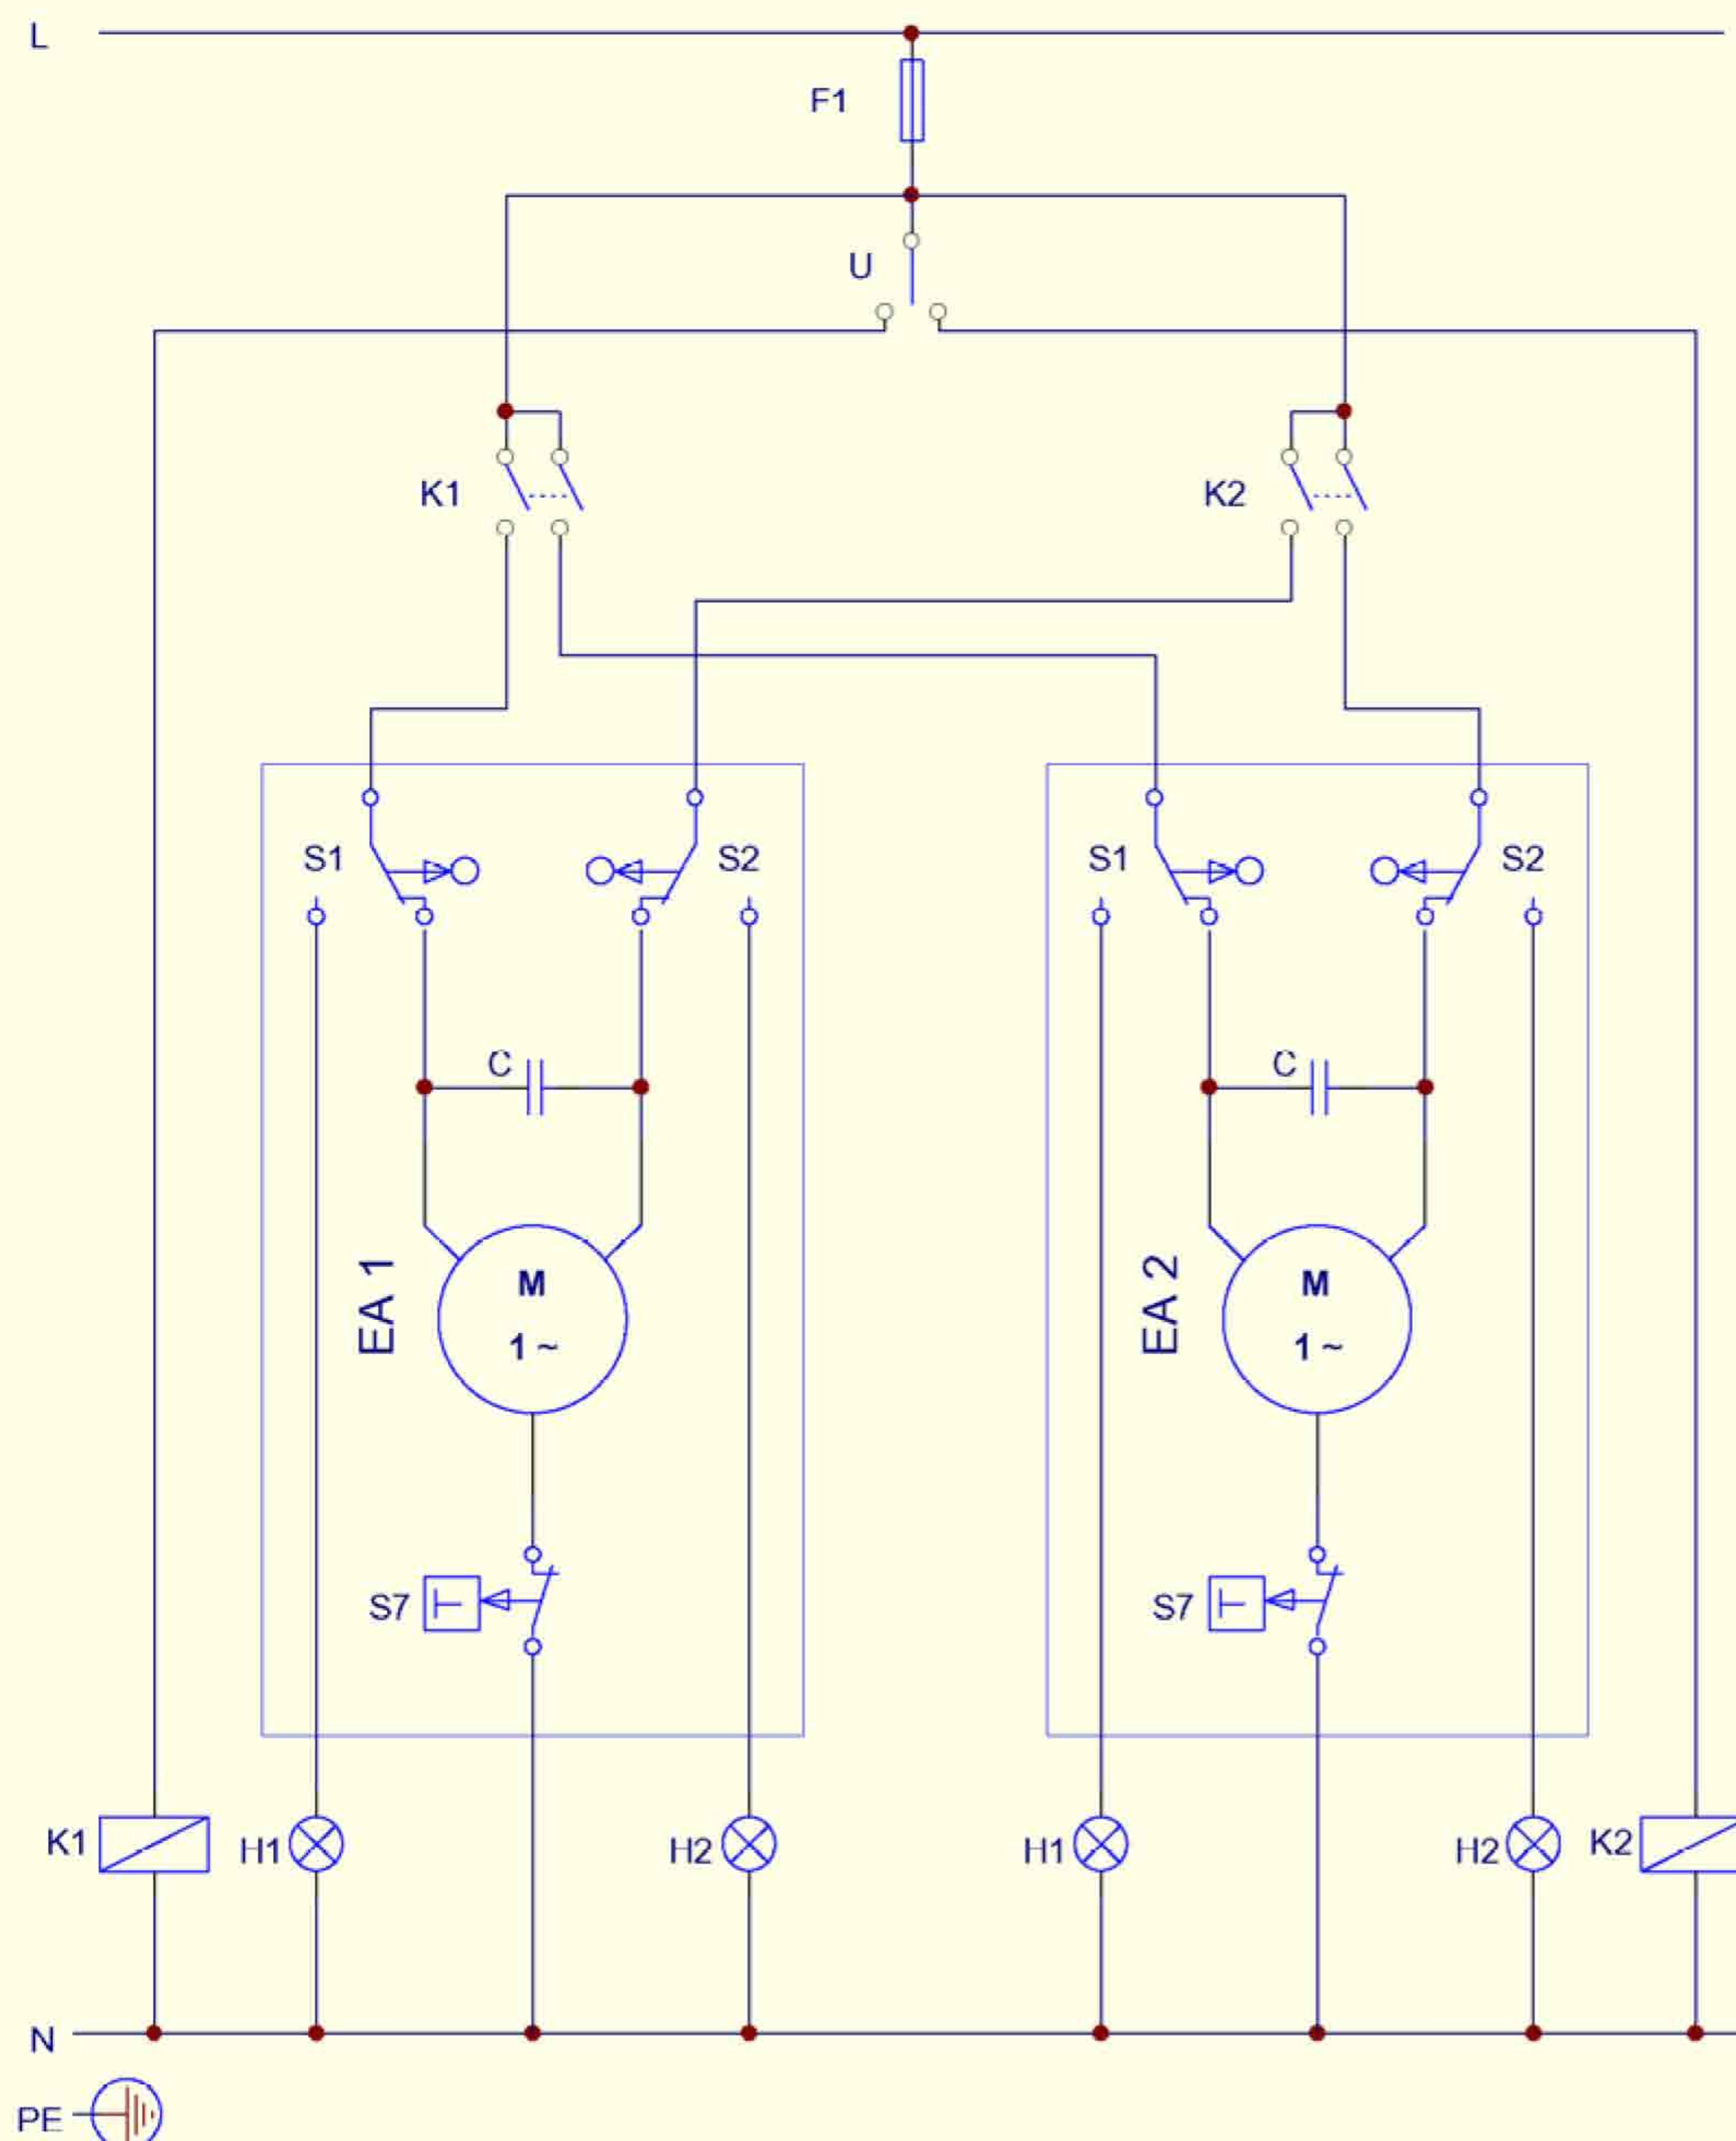 L
F1
U
K1 K2
S1 S2 S1 S2
C C
EA 1 M 1 ~ EA 2 M 1 ~
S7 T S7 T
K1 H1 H2 H1 H2 K2
N
PE